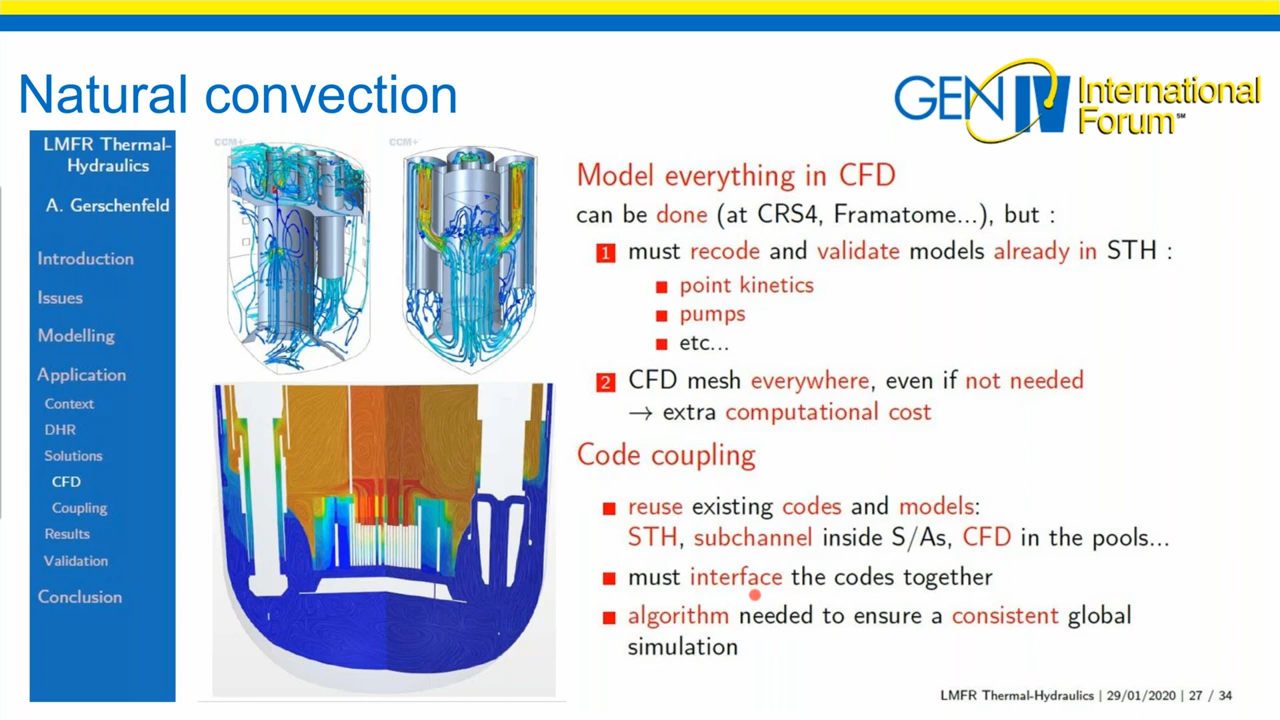 Natural convection
GEN IV International
Forum SM
LMFR Thermal-
Hydraulics
A. Gerschenfeld
Introduction
Issues
Modelling
Application
Context
DHR
Solutions
CFD
Coupling
Results
Validation
Conclusion
CCM+
CCM+
Model everything in CFD
can be done (at CRS4, Framatome...), but :
1 must recode and validate models already in STH :
■ point kinetics
■ pumps
■ etc...
2 CFD mesh everywhere, even if not needed
→ extra computational cost
Code coupling
■ reuse existing codes and models:
STH, subchannel inside S/As, CFD in the pools...
■ must interface the codes together
■ algorithm needed to ensure a consistent global
simulation
LMFR Thermal-Hydraulics | 29/01/2020 | 27 / 34